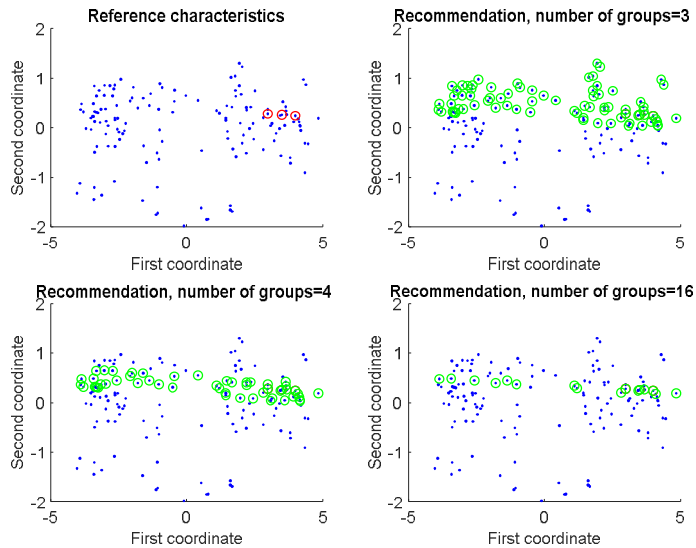 Reference characteristics
2
1
0
-1
-2
-5
0
5
Second coordinate
First coordinate
Recommendation, number of groups=3
2
1
0
-1
-2
-5
0
5
Second coordinate
First coordinate
Recommendation, number of groups=4
2
1
0
-1
-2
-5
0
5
Second coordinate
First coordinate
Recommendation, number of groups=16
2
1
0
-1
-2
-5
0
5
Second coordinate
First coordinate